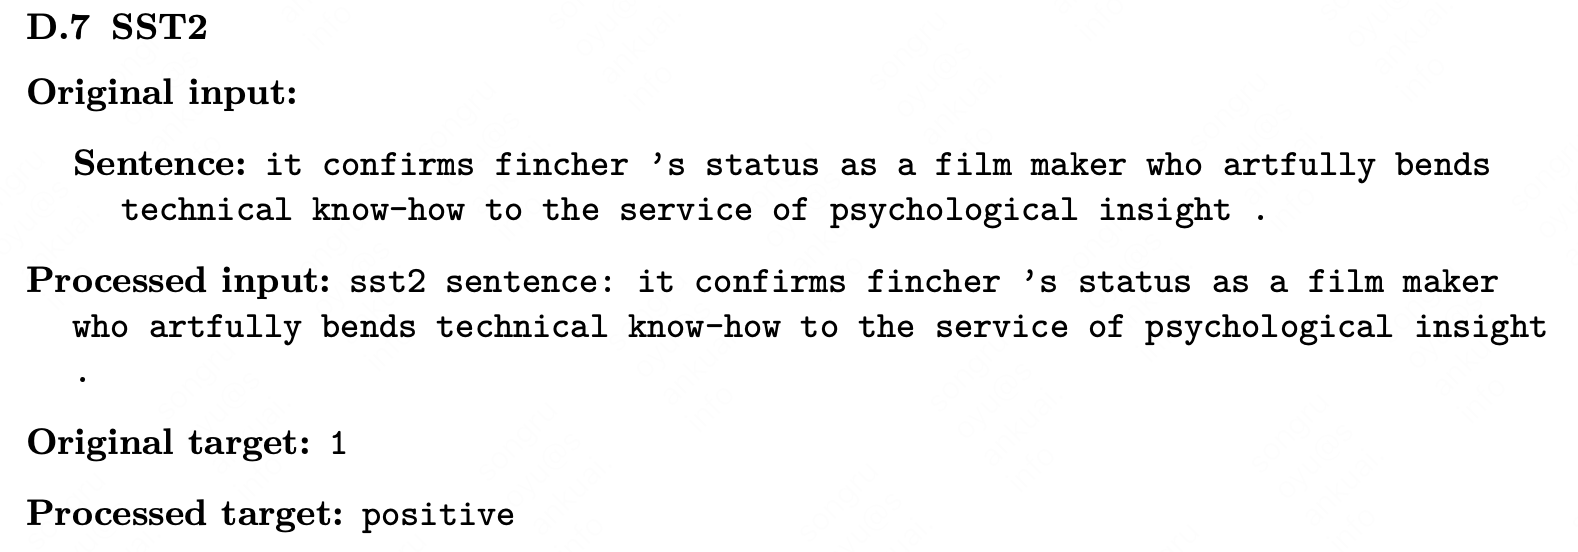 D.7 SST2
Original input:
Sentence: it confirms fincher ’s status as a film maker who artfully bends
technical know-how to the service of psychological insight .
Processed input: sst2 sentence: it confirms fincher ’s status as a film maker
who artfully bends technical know-how to the service of psychological insight
.
Original target: 1
Processed target: positive